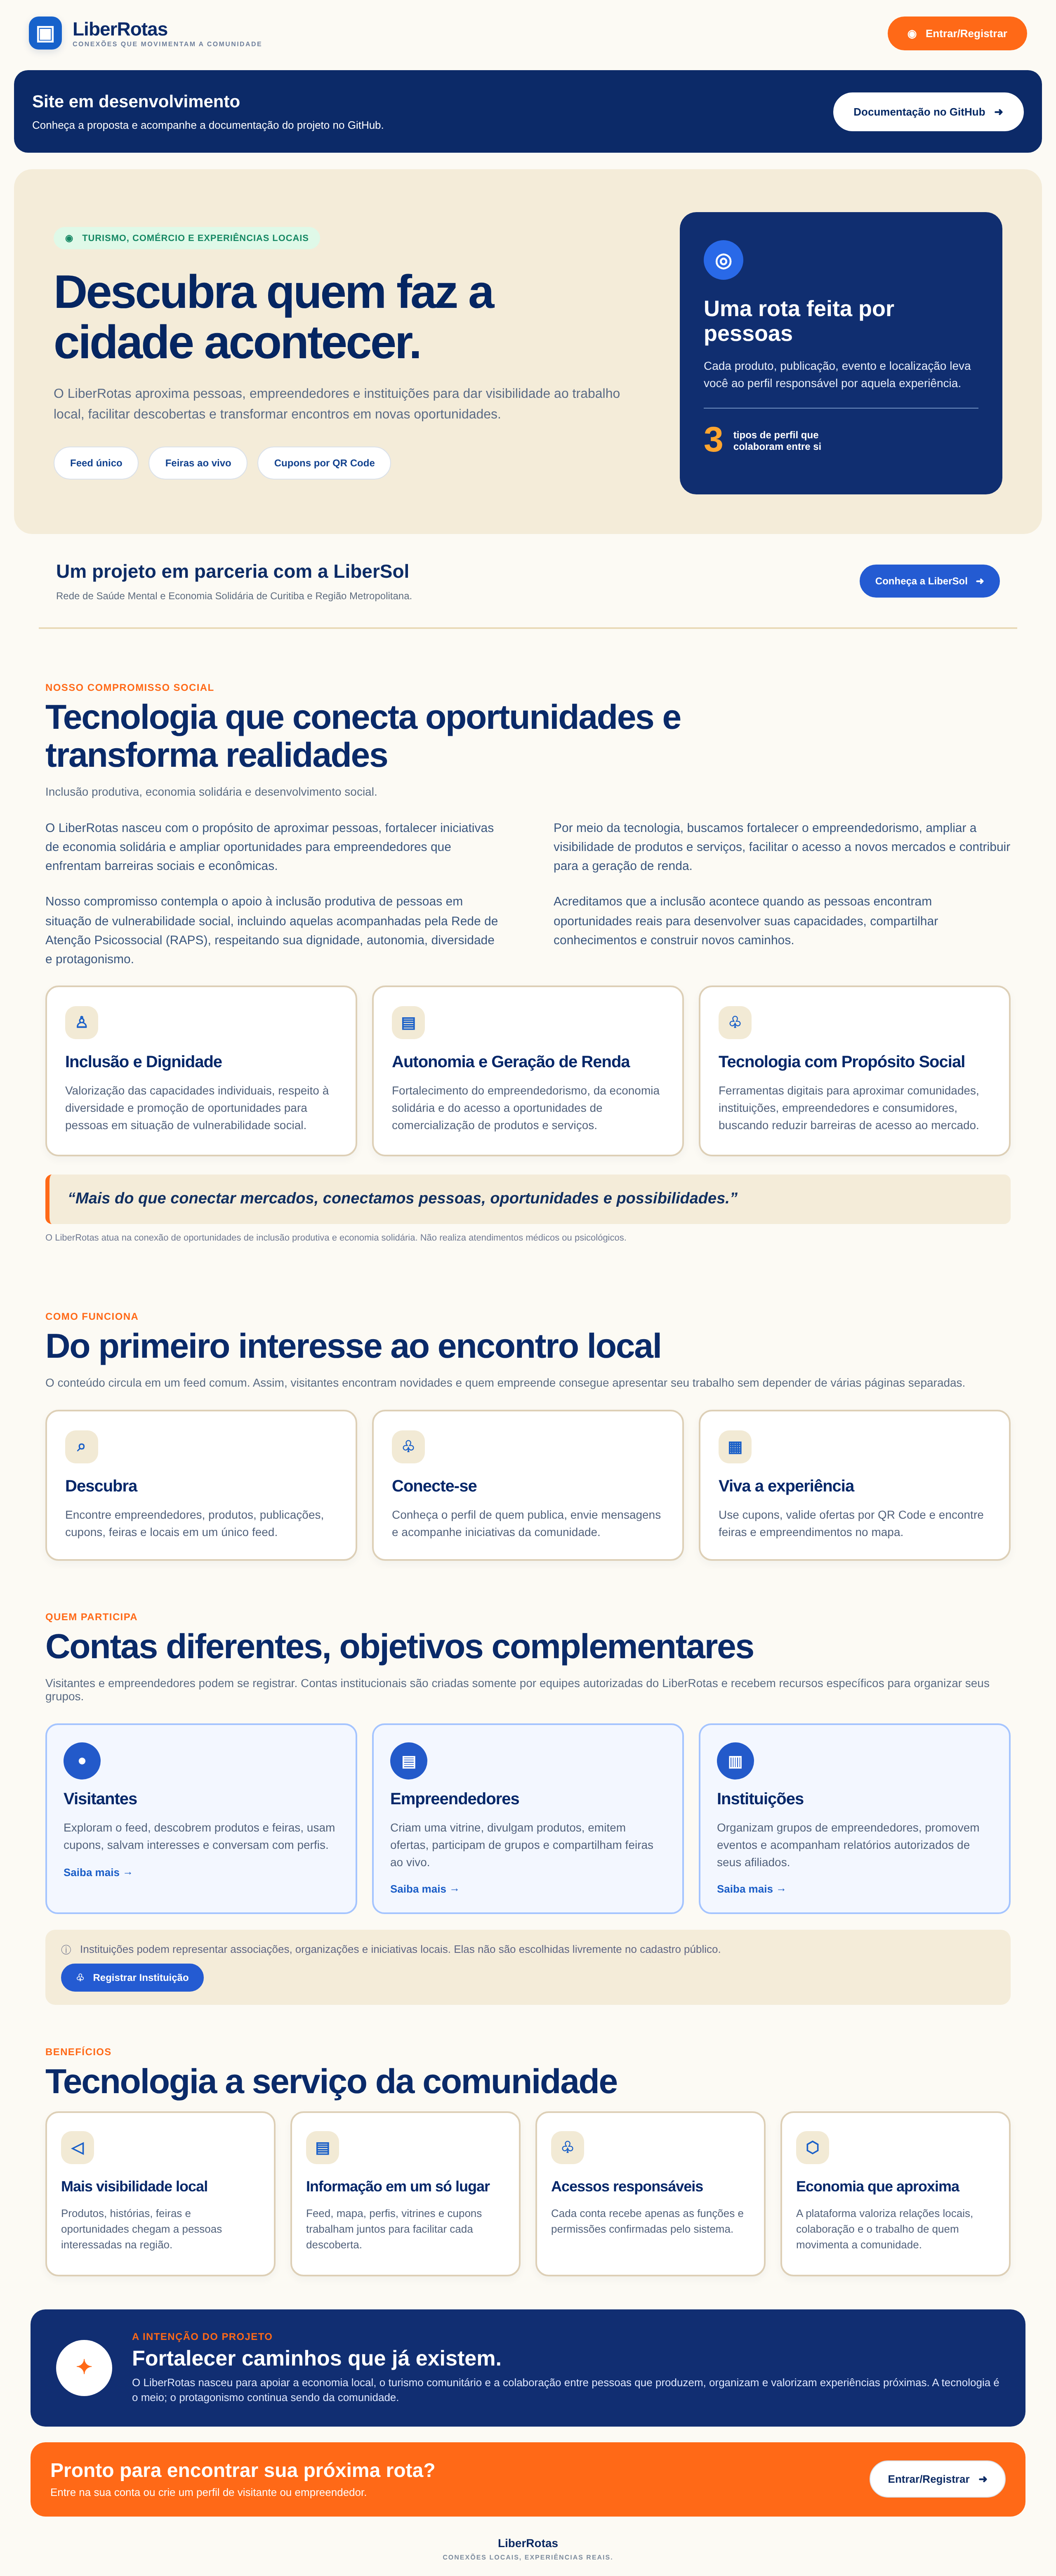 LiberRotas
CONEXÕES QUE MOVIMENTAM A COMUNIDADE
Entrar/Registrar
Site em desenvolvimento
Conheça a proposta e acompanhe a documentação do projeto no GitHub.
Documentação no GitHub ➜
TURISMO, COMÉRCIO E EXPERIÊNCIAS LOCAIS
Descubra quem faz a
cidade acontecer.
O LiberRotas aproxima pessoas, empreendedores e instituições para dar visibilidade ao trabalho
local, facilitar descobertas e transformar encontros em novas oportunidades.
Feed único
Feiras ao vivo
Cupons por QR Code
Uma rota feita por
pessoas
Cada produto, publicação, evento e localização leva
você ao perfil responsável por aquela experiência.
3
tipos de perfil que
colaboram entre si
Um projeto em parceria com a LiberSol
Rede de Saúde Mental e Economia Solidária de Curitiba e Região Metropolitana.
Conheça a LiberSol ➜
NOSSO COMPROMISSO SOCIAL
Tecnologia que conecta oportunidades e
transforma realidades
Inclusão produtiva, economia solidária e desenvolvimento social.
O LiberRotas nasceu com o propósito de aproximar pessoas, fortalecer iniciativas
de economia solidária e ampliar oportunidades para empreendedores que
enfrentam barreiras sociais e econômicas.
Nosso compromisso contempla o apoio à inclusão produtiva de pessoas em
situação de vulnerabilidade social, incluindo aquelas acompanhadas pela Rede de
Atenção Psicossocial (RAPS), respeitando sua dignidade, autonomia, diversidade
e protagonismo.
Por meio da tecnologia, buscamos fortalecer o empreendedorismo, ampliar a
visibilidade de produtos e serviços, facilitar o acesso a novos mercados e contribuir
para a geração de renda.
Acreditamos que a inclusão acontece quando as pessoas encontram
oportunidades reais para desenvolver suas capacidades, compartilhar
conhecimentos e construir novos caminhos.
Inclusão e Dignidade
Valorização das capacidades individuais, respeito à
diversidade e promoção de oportunidades para
pessoas em situação de vulnerabilidade social.
Autonomia e Geração de Renda
Fortalecimento do empreendedorismo, da economia
solidária e do acesso a oportunidades de
comercialização de produtos e serviços.
Tecnologia com Propósito Social
Ferramentas digitais para aproximar comunidades,
instituições, empreendedores e consumidores,
buscando reduzir barreiras de acesso ao mercado.
“Mais do que conectar mercados, conectamos pessoas, oportunidades e possibilidades.”
O LiberRotas atua na conexão de oportunidades de inclusão produtiva e economia solidária. Não realiza atendimentos médicos ou psicológicos.
COMO FUNCIONA
Do primeiro interesse ao encontro local
O conteúdo circula em um feed comum. Assim, visitantes encontram novidades e quem empreende consegue apresentar seu trabalho sem depender de várias páginas separadas.
Descubra
Encontre empreendedores, produtos, publicações,
cupons, feiras e locais em um único feed.
Conecte-se
Conheça o perfil de quem publica, envie mensagens
e acompanhe iniciativas da comunidade.
Viva a experiência
Use cupons, valide ofertas por QR Code e encontre
feiras e empreendimentos no mapa.
QUEM PARTICIPA
Contas diferentes, objetivos complementares
Visitantes e empreendedores podem se registrar. Contas institucionais são criadas somente por equipes autorizadas do LiberRotas e recebem recursos específicos para organizar seus
grupos.
Visitantes
Exploram o feed, descobrem produtos e feiras, usam
cupons, salvam interesses e conversam com perfis.
Saiba mais →
Empreendedores
Criam uma vitrine, divulgam produtos, emitem
ofertas, participam de grupos e compartilham feiras
ao vivo.
Saiba mais →
Instituições
Organizam grupos de empreendedores, promovem
eventos e acompanham relatórios autorizados de
seus afiliados.
Saiba mais →
ⓘ Instituições podem representar associações, organizações e iniciativas locais. Elas não são escolhidas livremente no cadastro público.
Registrar Instituição
BENEFÍCIOS
Tecnologia a serviço da comunidade
Mais visibilidade local
Produtos, histórias, feiras e
oportunidades chegam a pessoas
interessadas na região.
Informação em um só lugar
Feed, mapa, perfis, vitrines e cupons
trabalham juntos para facilitar cada
descoberta.
Acessos responsáveis
Cada conta recebe apenas as funções e
permissões confirmadas pelo sistema.
Economia que aproxima
A plataforma valoriza relações locais,
colaboração e o trabalho de quem
movimenta a comunidade.
A INTENÇÃO DO PROJETO
Fortalecer caminhos que já existem.
O LiberRotas nasceu para apoiar a economia local, o turismo comunitário e a colaboração entre pessoas que produzem, organizam e valorizam experiências próximas. A tecnologia é
o meio; o protagonismo continua sendo da comunidade.
Pronto para encontrar sua próxima rota?
Entre na sua conta ou crie um perfil de visitante ou empreendedor.
Entrar/Registrar ➜
LiberRotas
CONEXÕES LOCAIS, EXPERIÊNCIAS REAIS.